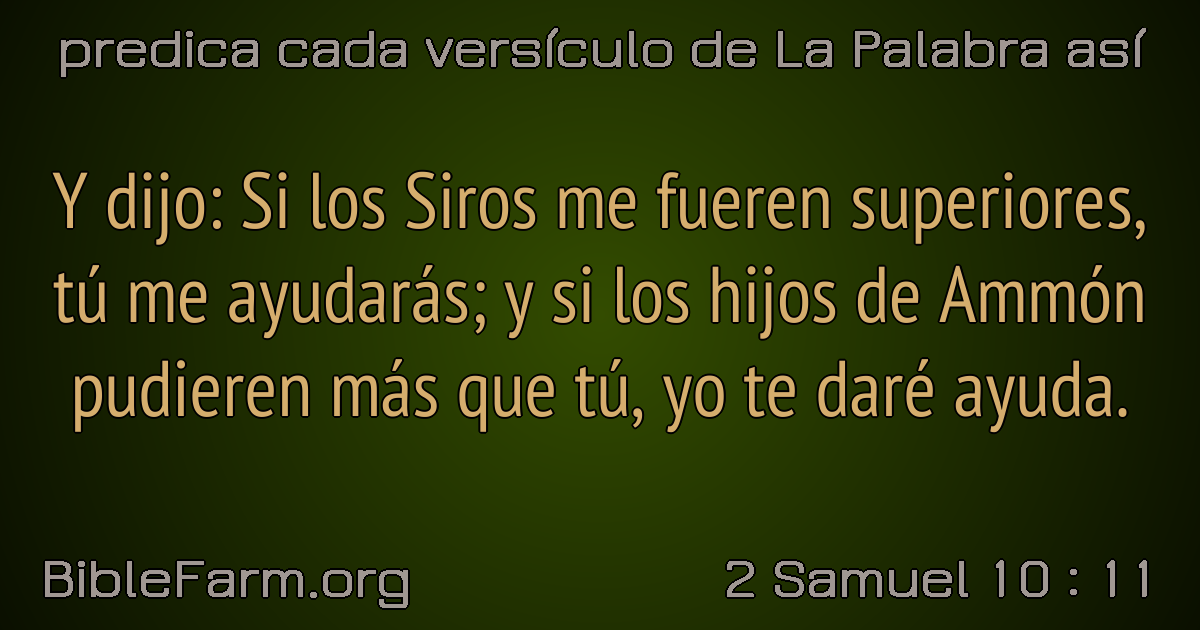 predica cada versículo de La Palabra así
Y dijo: Si los Siros me fueren superiores,
tú me ayudarás; y si los hijos de Ammón
pudieren más que tú, yo te daré ayuda.
BibleFarm.org
2 Samuel 10 : 11